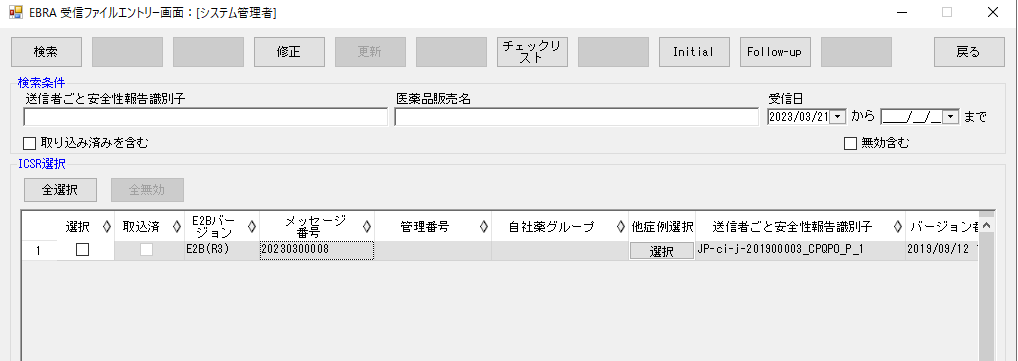 EBRA 受信ファイルエントリー画面：[システム管理者]
検索
修正
更新
チェックリ
スト
Initial
Follow-up
戻る
検索条件
送信者ごと安全性報告識別子
医薬品販売名
受信日
2023/03/21 から ____/__/__ まで
取り込み済みを含む
無効含む
ICSR選択
全選択
全無効
選択
取込済
E2Bバー
ジョン
メッセージ
番号
管理番号
自社薬グループ
他症例選択
送信者ごと安全性報告識別子
1
E2B(R3)
20230300008
選択
JP-ci-j-201900003_CPQPO_P_1
2019/09/12